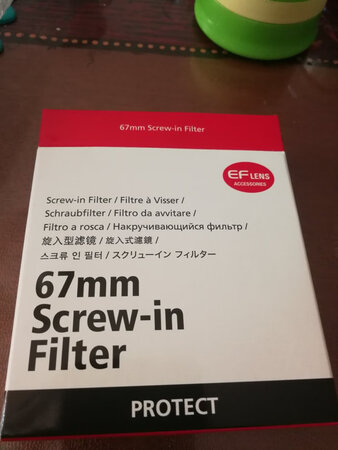 67mm Screw-in Filter
EF LENS
ACCESSORIES
Screw-in Filter / Filtre à Visser /
Schraubfilter / Filtro da avvitare /
Filtro a rosca / Накручивающийся фильтр /
旋入型滤镜 / 旋入式濾鏡 /
스크류 인 필터 / スクリューイン フィルター
67mm
Screw-in
Filter
PROTECT